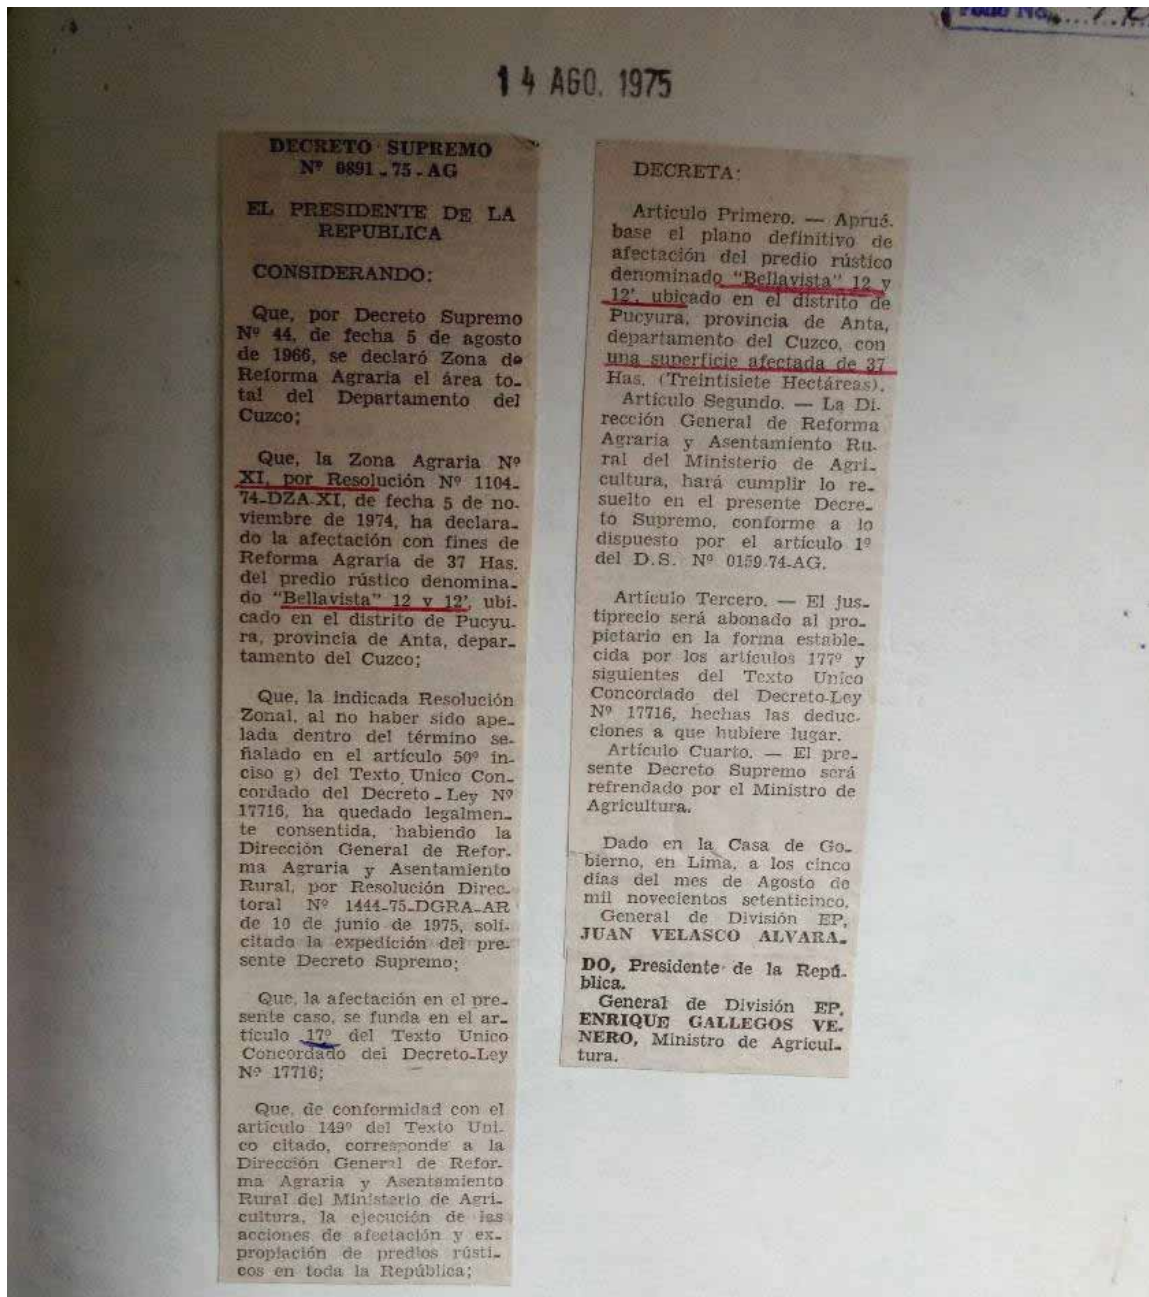 Folio No.
14 AGO. 1975
DECRETO SUPREMO
Nº 0891-75-AG
EL PRESIDENTE DE LA
REPUBLICA
CONSIDERANDO:
Que, por Decreto Supremo
Nº 44, de fecha 5 de agosto
de 1966, se declaró Zona de
Reforma Agraria el área to-
tal del Departamento del
Cuzco;
Que, la Zona Agraria Nº
XI, por Resolución Nº 1104-
74-DZA-XI, de fecha 5 de no-
viembre de 1974, ha declara-
do la afectación con fines de
Reforma Agraria de 37 Has.
del predio rústico denomina-
do "Bellavista" 12 y 12', ubi-
cado en el distrito de Pucyu-
ra, provincia de Anta, depar-
tamento del Cuzco;
Que, la indicada Resolución
Zonal, al no haber sido ape-
lada dentro del término se-
ñalado en el artículo 50º in-
ciso g) del Texto Unico Con-
cordado del Decreto-Ley Nº
17716, ha quedado legalmen-
te consentida, habiendo la
Dirección General de Refor-
ma Agraria y Asentamiento
Rural, por Resolución Direc-
toral Nº 1444-75-DGRA-AR
de 10 de junio de 1975, soli-
citado la expedición del pre-
sente Decreto Supremo;
Que, la afectación en el pre-
sente caso, se funda en el ar-
tículo 17º del Texto Unico
Concordado del Decreto-Ley
Nº 17716;
Que, de conformidad con el
artículo 149º del Texto Uni-
co citado, corresponde a la
Dirección General de Refor-
ma Agraria y Asentamiento
Rural del Ministerio de Agri-
cultura, la ejecución de las
acciones de afectación y ex-
propiación de predios rústi-
cos en toda la República;
DECRETA:
Artículo Primero. — Aprué-
base el plano definitivo de
afectación del predio rústico
denominado "Bellavista" 12 y
12', ubicado en el distrito de
Pucyura, provincia de Anta,
departamento del Cuzco, con
una superficie afectada de 37
Has. (Treintisiete Hectáreas).
Artículo Segundo. — La Di-
rección General de Reforma
Agraria y Asentamiento Ru-
ral del Ministerio de Agri-
cultura, hará cumplir lo re-
suelto en el presente Decre-
to Supremo, conforme a lo
dispuesto por el artículo 1º
del D.S. Nº 0159-74-AG.
Artículo Tercero. — El jus-
tiprecio será abonado al pro-
pietario en la forma estable-
cida por los artículos 177º y
siguientes del Texto Unico
Concordado del Decreto-Ley
Nº 17716, hechas las deduc-
ciones a que hubiere lugar.
Artículo Cuarto. — El pre-
sente Decreto Supremo será
refrendado por el Ministro de
Agricultura.
Dado en la Casa de Go-
bierno, en Lima, a los cinco
días del mes de Agosto de
mil novecientos setenticinco.
General de División EP.
JUAN VELASCO ALVARA-
DO, Presidente de la Repú-
blica.
General de División EP.
ENRIQUE GALLEGOS VE-
NERO, Ministro de Agricul-
tura.